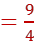 = 9/4